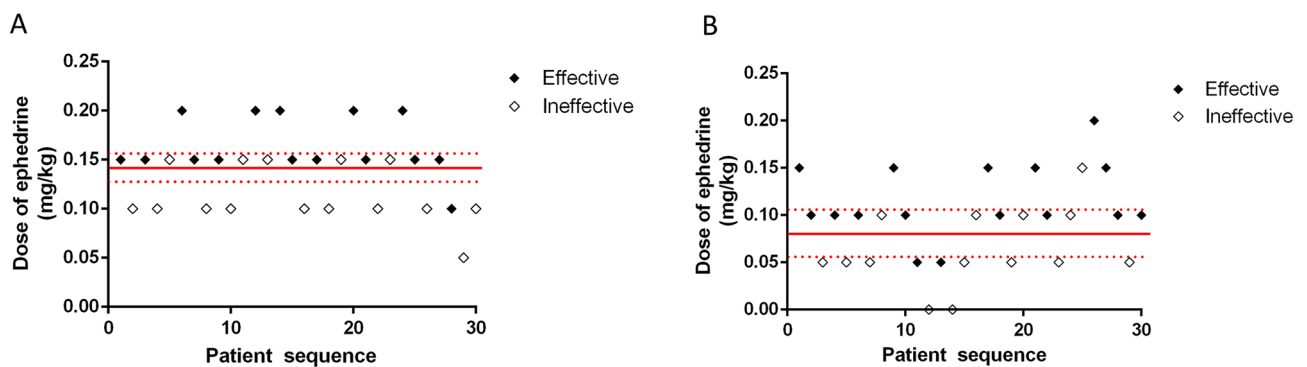 A
Dose of ephedrine
(mg/kg)
0.25
0.20
0.15
0.10
0.05
0.00
0
10
20
30
Patient sequence
Effective
Ineffective
B
Dose of ephedrine
(mg/kg)
0.25
0.20
0.15
0.10
0.05
0.00
0
10
20
30
Patient sequence
Effective
Ineffective